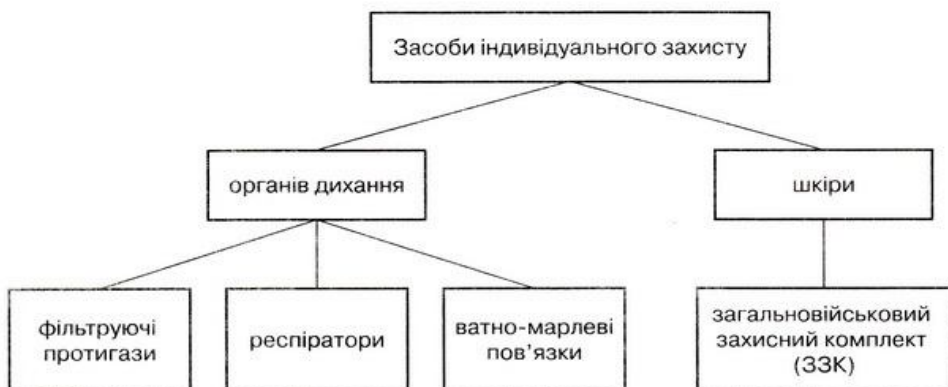 Засоби індивідуального захисту
органів дихання
шкіри
фільтруючі
протигази
респіратори
ватно-марлеві
пов’язки
загальновійськовий
захисний комплект
(ЗЗК)